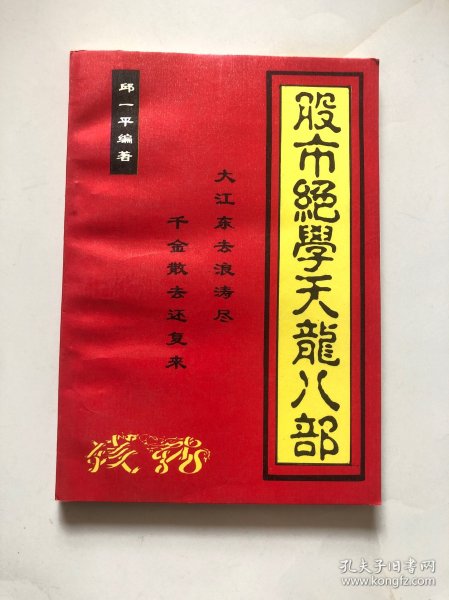 股市絕學天龍八部
大江东去浪涛尽
千金散去还复来
邱一平编著
孔夫子旧书网
www.kongfz.com